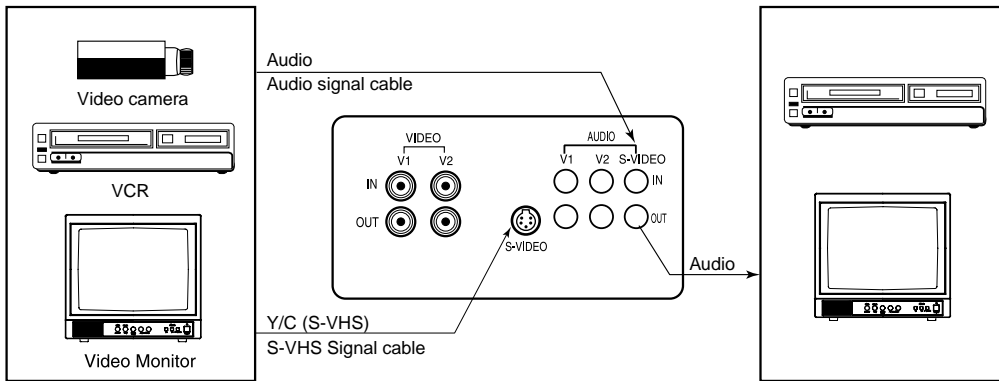 Video camera
VCR
Video Monitor
Audio
Audio signal cable
VIDEO
V1 V2
IN
OUT
AUDIO
V1 V2 S-VIDEO
IN
OUT
S-VIDEO
Y/C (S-VHS)
S-VHS Signal cable
Audio